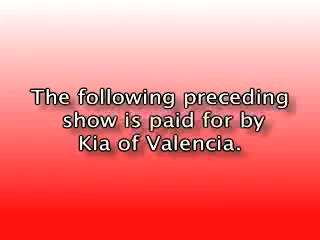 The following preceding
show is paid for by
Kia of Valencia.